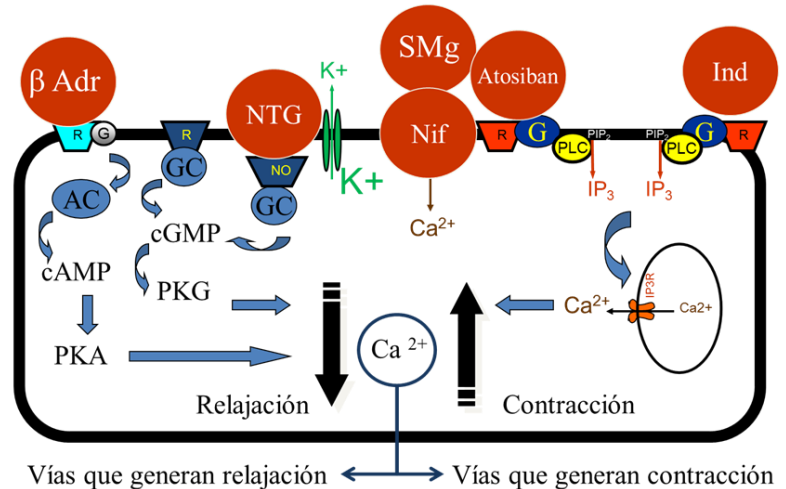 SMg
β Adr
Atosiban
Ind
K+
NTG
Nif
R
G
R
NO
K+
R
G
PLC
PIP₂
IP₃
PIP₂
PLC
G
R
IP₃
GC
AC
GC
cGMP
Ca²⁺
cAMP
PKG
PKA
Ca ²⁺
Ca²⁺
IP3R
Ca2+
Relajación
Contracción
Vías que generan relajación
Vías que generan contracción